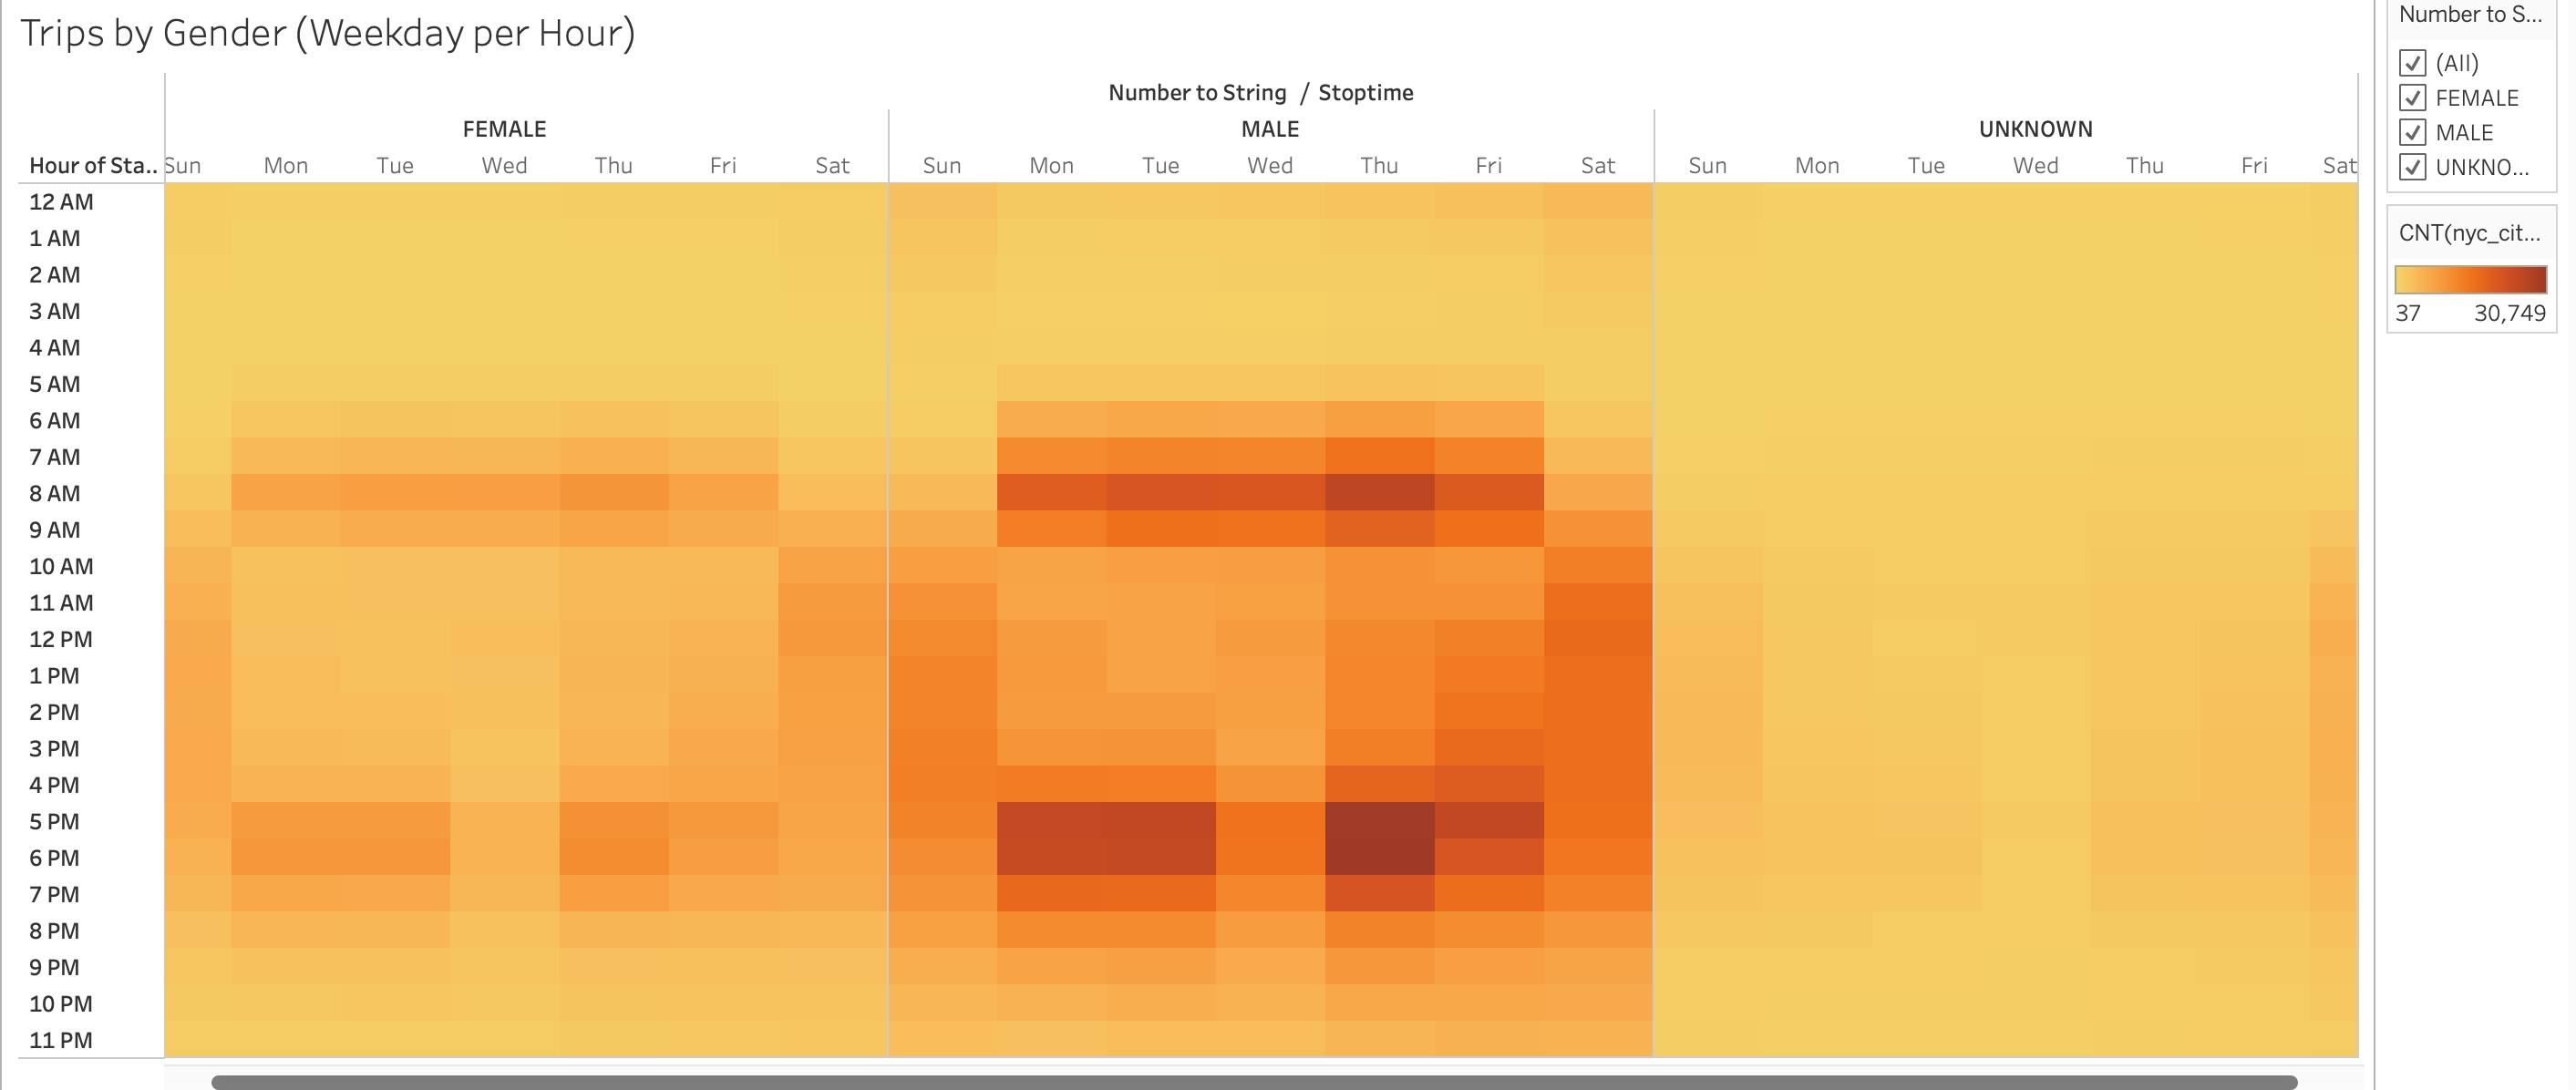 Trips by Gender (Weekday per Hour)
Number to String / Stoptime
FEMALE MALE UNKNOWN
Hour of Sta.. Sun Mon Tue Wed Thu Fri Sat Sun Mon Tue Wed Thu Fri Sat Sun Mon Tue Wed Thu Fri Sat
12 AM
1 AM
2 AM
3 AM
4 AM
5 AM
6 AM
7 AM
8 AM
9 AM
10 AM
11 AM
12 PM
1 PM
2 PM
3 PM
4 PM
5 PM
6 PM
7 PM
8 PM
9 PM
10 PM
11 PM
Number to S...
(All)
FEMALE
MALE
UNKNO...
CNT(nyc_cit...
37 30,749